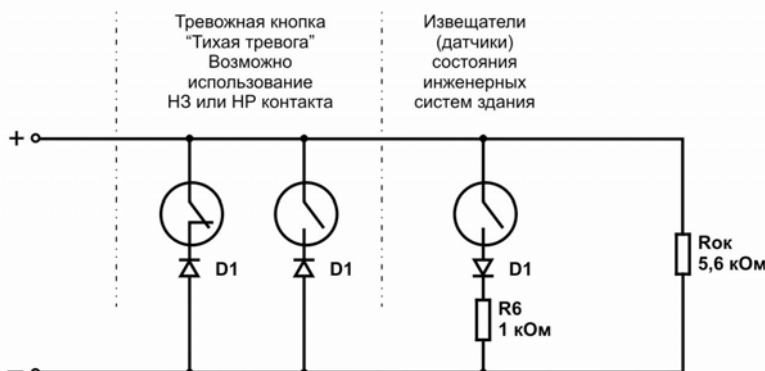 Тревожная кнопка
“Тихая тревога”
Возможно
использование
НЗ или НР контакта
Извещатели
(датчики)
состояния
инженерных
систем здания
+
D1
D1
D1
R6
1 кОм
Rок
5,6 кОм
–